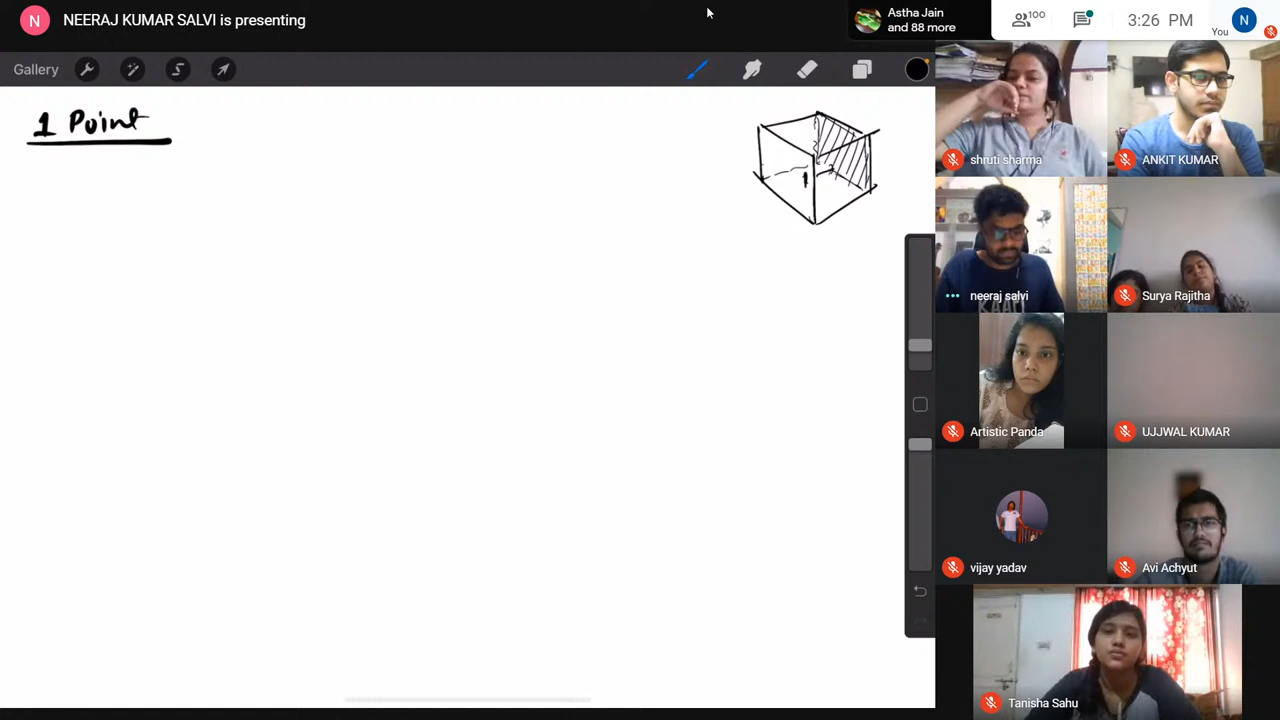 N NEERAJ KUMAR SALVI is presenting
Astha Jain
and 88 more
100
3:26 PM
You
N
Gallery
S
1 Point
shruti sharma
ANKIT KUMAR
neeraj salvi
Surya Rajitha
Artistic Panda
UJJWAL KUMAR
vijay yadav
Avi Achyut
Tanisha Sahu